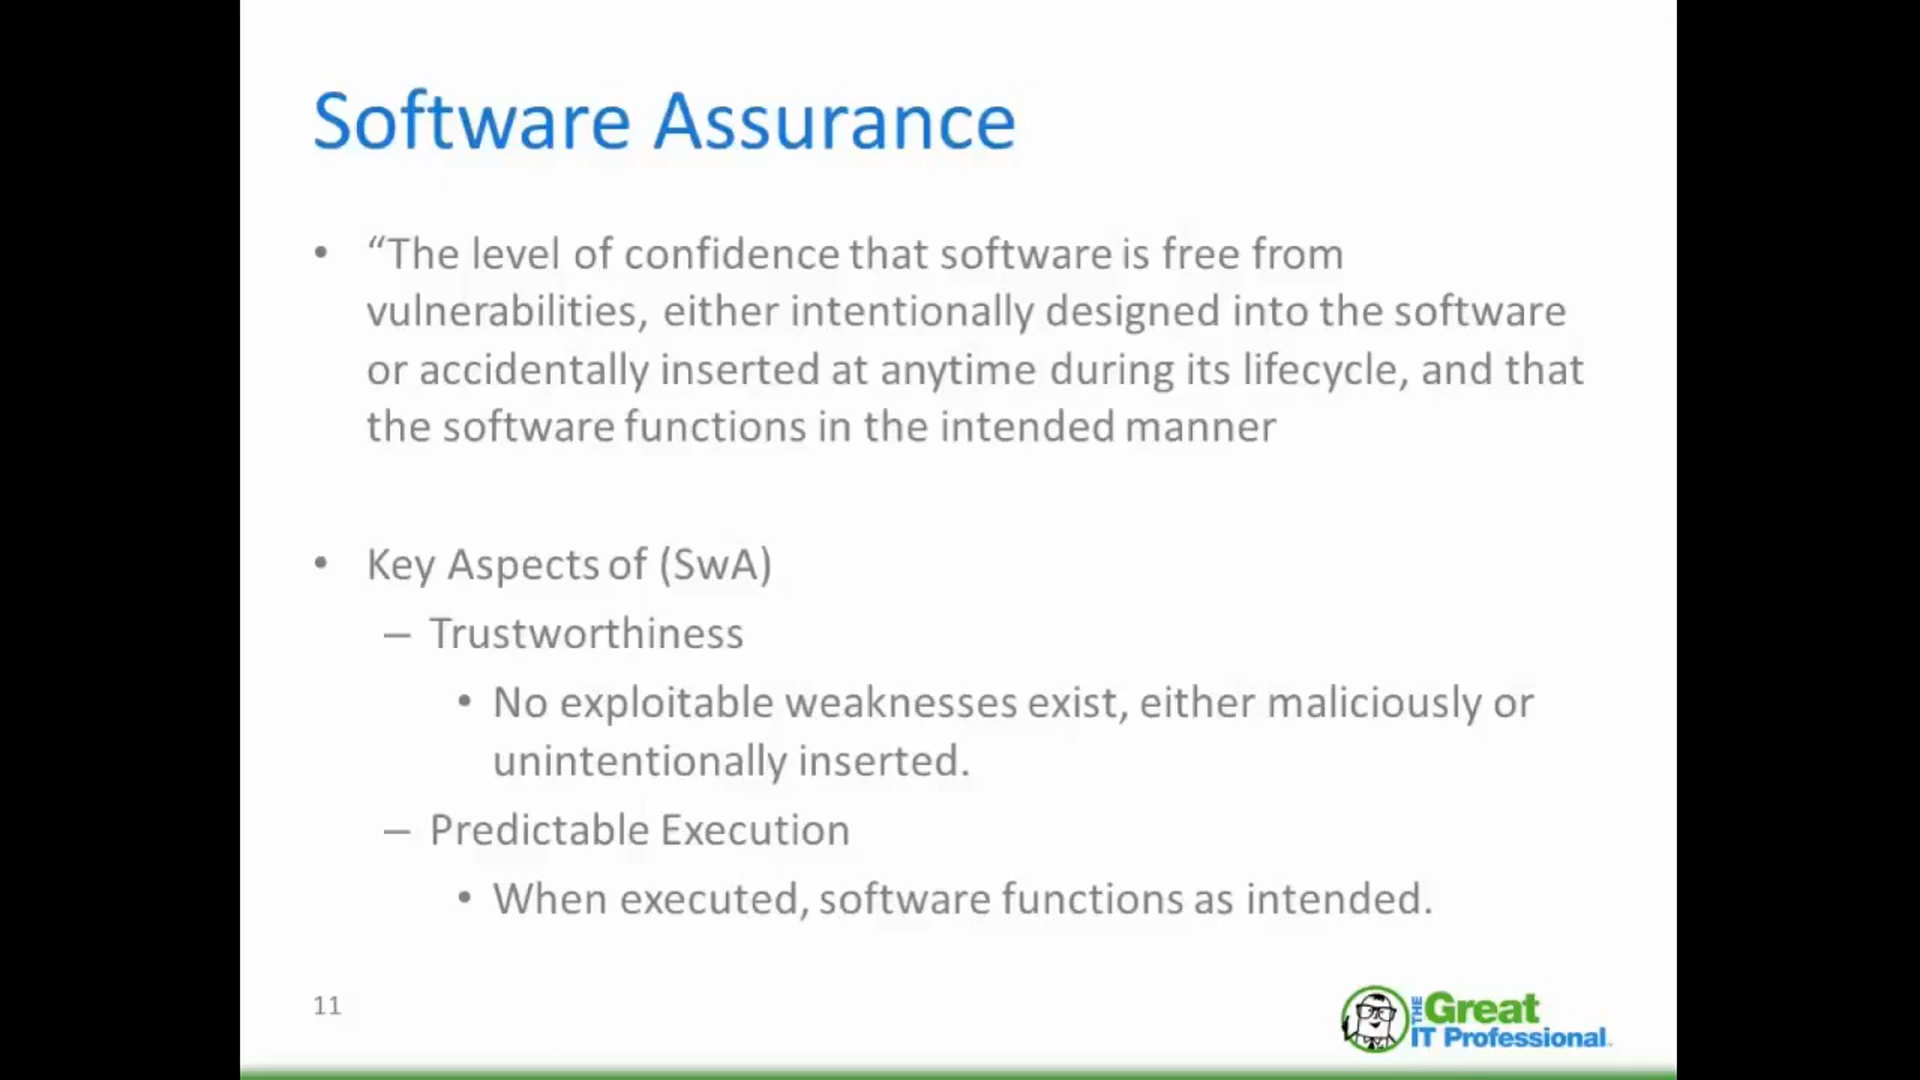 Software Assurance
• “The level of confidence that software is free from
vulnerabilities, either intentionally designed into the software
or accidentally inserted at anytime during its lifecycle, and that
the software functions in the intended manner
• Key Aspects of (SwA)
– Trustworthiness
• No exploitable weaknesses exist, either maliciously or
unintentionally inserted.
– Predictable Execution
• When executed, software functions as intended.
11
THE Great
IT Professional